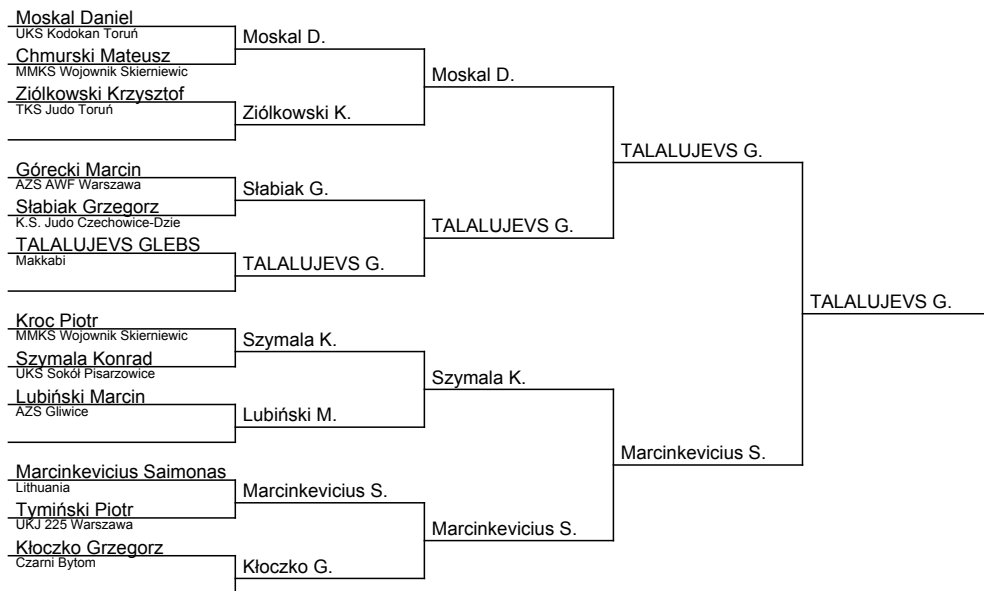 Moskal Daniel
UKS Kodokan Toruń
Chmurski Mateusz
MMKS Wojownik Skierniewic
Ziólkowski Krzysztof
TKS Judo Toruń
Górecki Marcin
AZS AWF Warszawa
Słabiak Grzegorz
K.S. Judo Czechowice-Dzie
TALALUJEVS GLEBS
Makkabi
Kroc Piotr
MMKS Wojownik Skierniewic
Szymala Konrad
UKS Sokół Pisarzowice
Lubiński Marcin
AZS Gliwice
Marcinkevicius Saimonas
Lithuania
Tymiński Piotr
UKJ 225 Warszawa
Kłoczko Grzegorz
Czarni Bytom
Moskal D.
Ziólkowski K.
Słabiak G.
TALALUJEVS G.
Szymala K.
Lubiński M.
Marcinkevicius S.
Kłoczko G.
Moskal D.
TALALUJEVS G.
Szymala K.
Marcinkevicius S.
TALALUJEVS G.
Marcinkevicius S.
TALALUJEVS G.